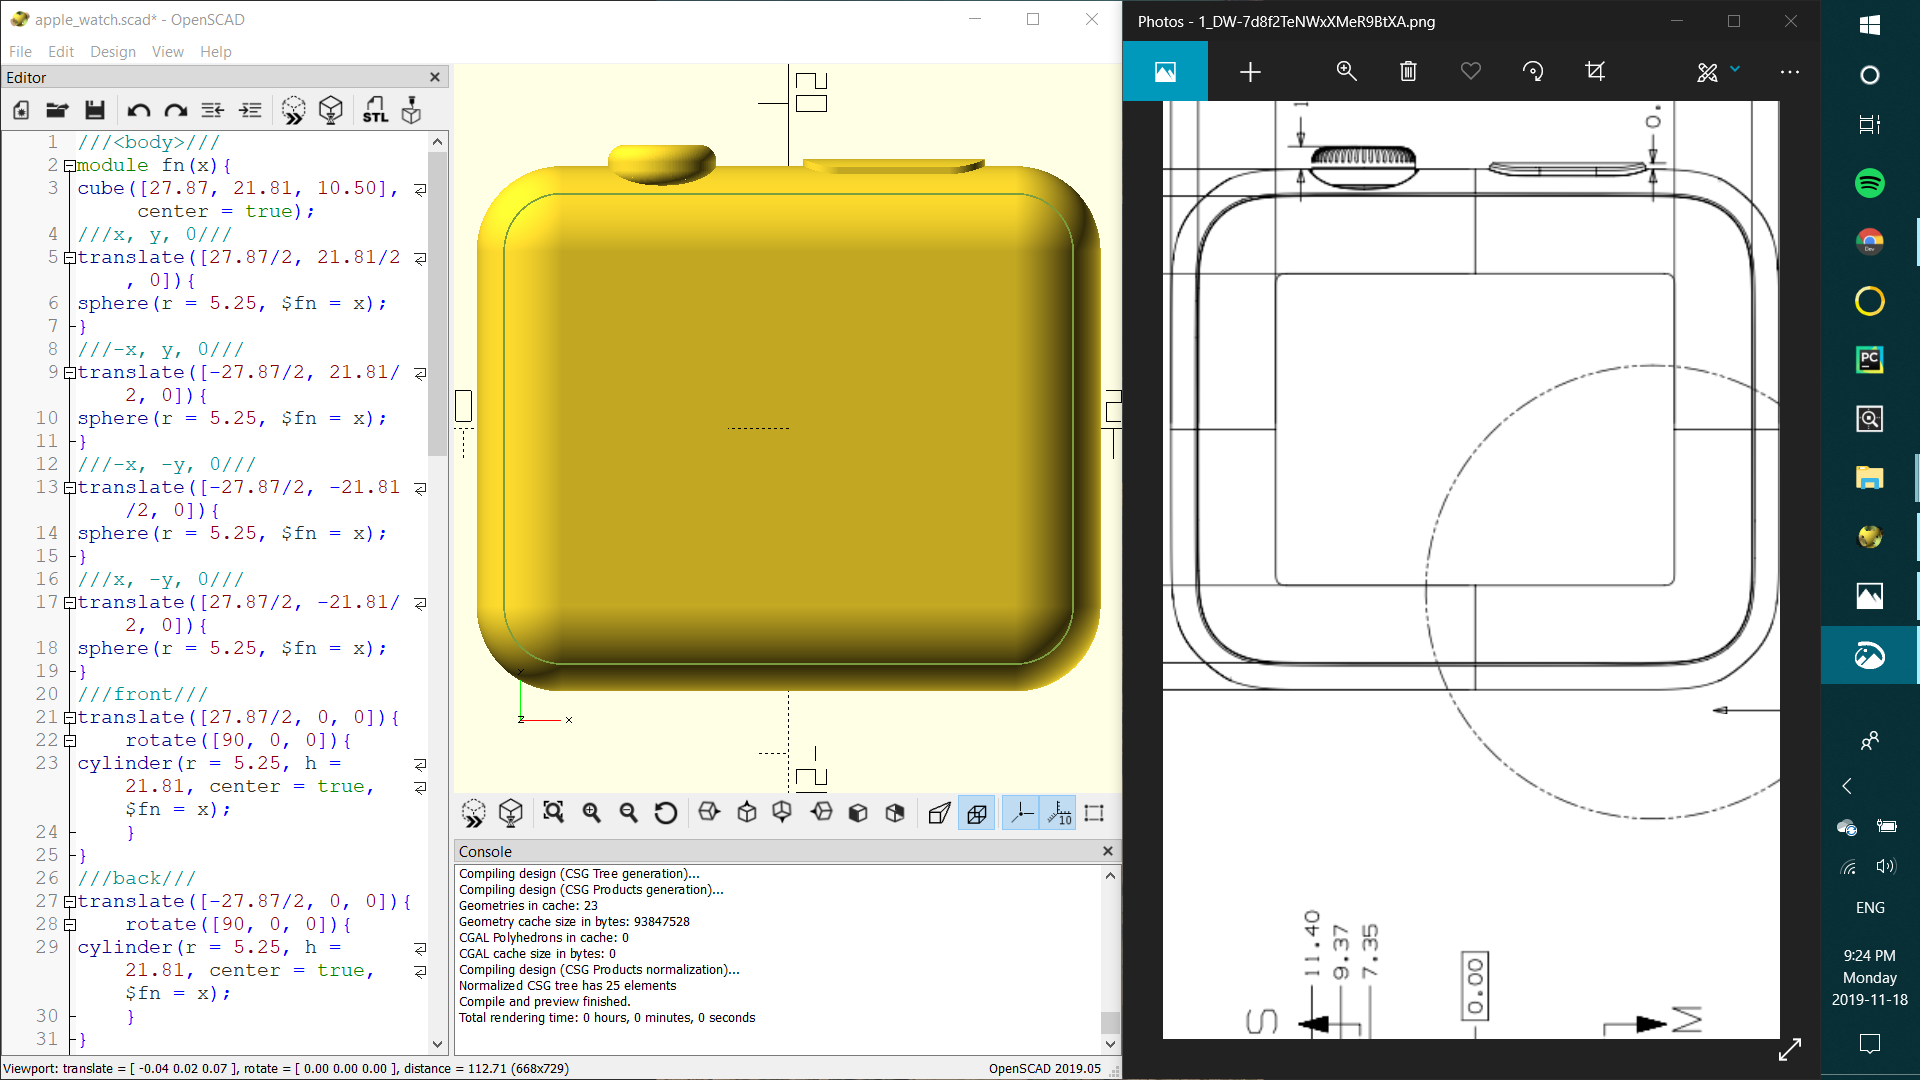 apple_watch.scad* - OpenSCAD
File Edit Design View Help
Editor
STL
1 ///<body>///
2 module fn(x){
3 cube([27.87, 21.81, 10.50],
center = true);
4 ///x, y, 0///
5 translate([27.87/2, 21.81/2
, 0]){
6 sphere(r = 5.25, $fn = x);
7 }
8 ///-x, y, 0///
9 translate([-27.87/2, 21.81/
2, 0]){
10 sphere(r = 5.25, $fn = x);
11 }
12 ///-x, -y, 0///
13 translate([-27.87/2, -21.81
/2, 0]){
14 sphere(r = 5.25, $fn = x);
15 }
16 ///x, -y, 0///
17 translate([27.87/2, -21.81/
2, 0]){
18 sphere(r = 5.25, $fn = x);
19 }
20 ///front///
21 translate([27.87/2, 0, 0]){
22 rotate([90, 0, 0]){
23 cylinder(r = 5.25, h =
21.81, center = true,
$fn = x);
24 }
25 }
26 ///back///
27 translate([-27.87/2, 0, 0]){
28 rotate([90, 0, 0]){
29 cylinder(r = 5.25, h =
21.81, center = true,
$fn = x);
30 }
31 }
z x
10
Console
Compiling design (CSG Tree generation)...
Compiling design (CSG Products generation)...
Geometries in cache: 23
Geometry cache size in bytes: 93847528
CGAL Polyhedrons in cache: 0
CGAL cache size in bytes: 0
Compiling design (CSG Products normalization)...
Normalized CSG tree has 25 elements
Compile and preview finished.
Total rendering time: 0 hours, 0 minutes, 0 seconds
Viewport: translate = [ -0.04 0.02 0.07 ], rotate = [ 0.00 0.00 0.00 ], distance = 112.71 (668x729)
OpenSCAD 2019.05
Photos - 1_DW-7d8f2TeNWxXMeR9BtXA.png
0.
11.40
9.37
7.35
0.00
S
M
Dev
PC
ENG
9:24 PM
Monday
2019-11-18